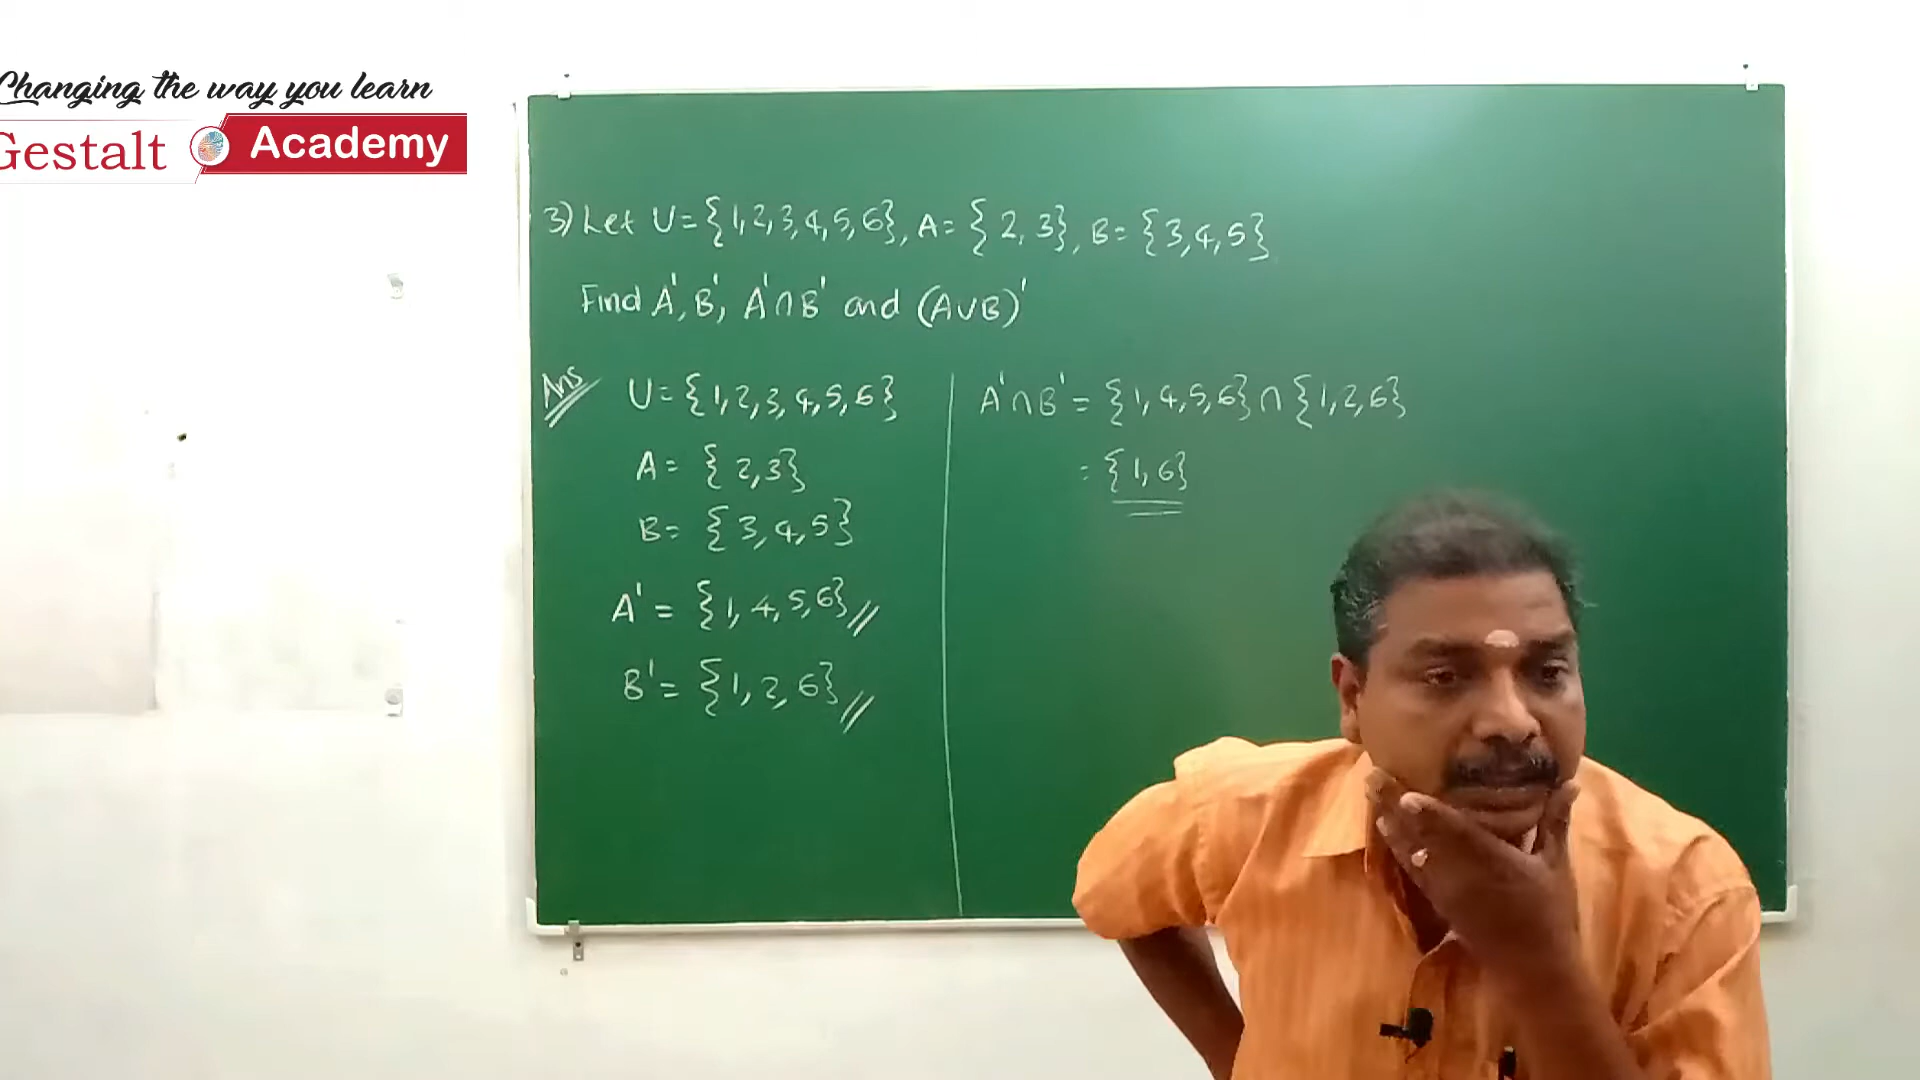 Changing the way you learn
Gestalt Academy
3) Let U = {1, 2, 3, 4, 5, 6}, A = {2, 3}, B = {3, 4, 5}
Find A', B', A'∩B' and (A∪B)'
Ans
U = {1, 2, 3, 4, 5, 6}
A = {2, 3}
B = {3, 4, 5}
A' = {1, 4, 5, 6}
B' = {1, 2, 6}
A'∩B' = {1, 4, 5, 6} ∩ {1, 2, 6}
= {1, 6}